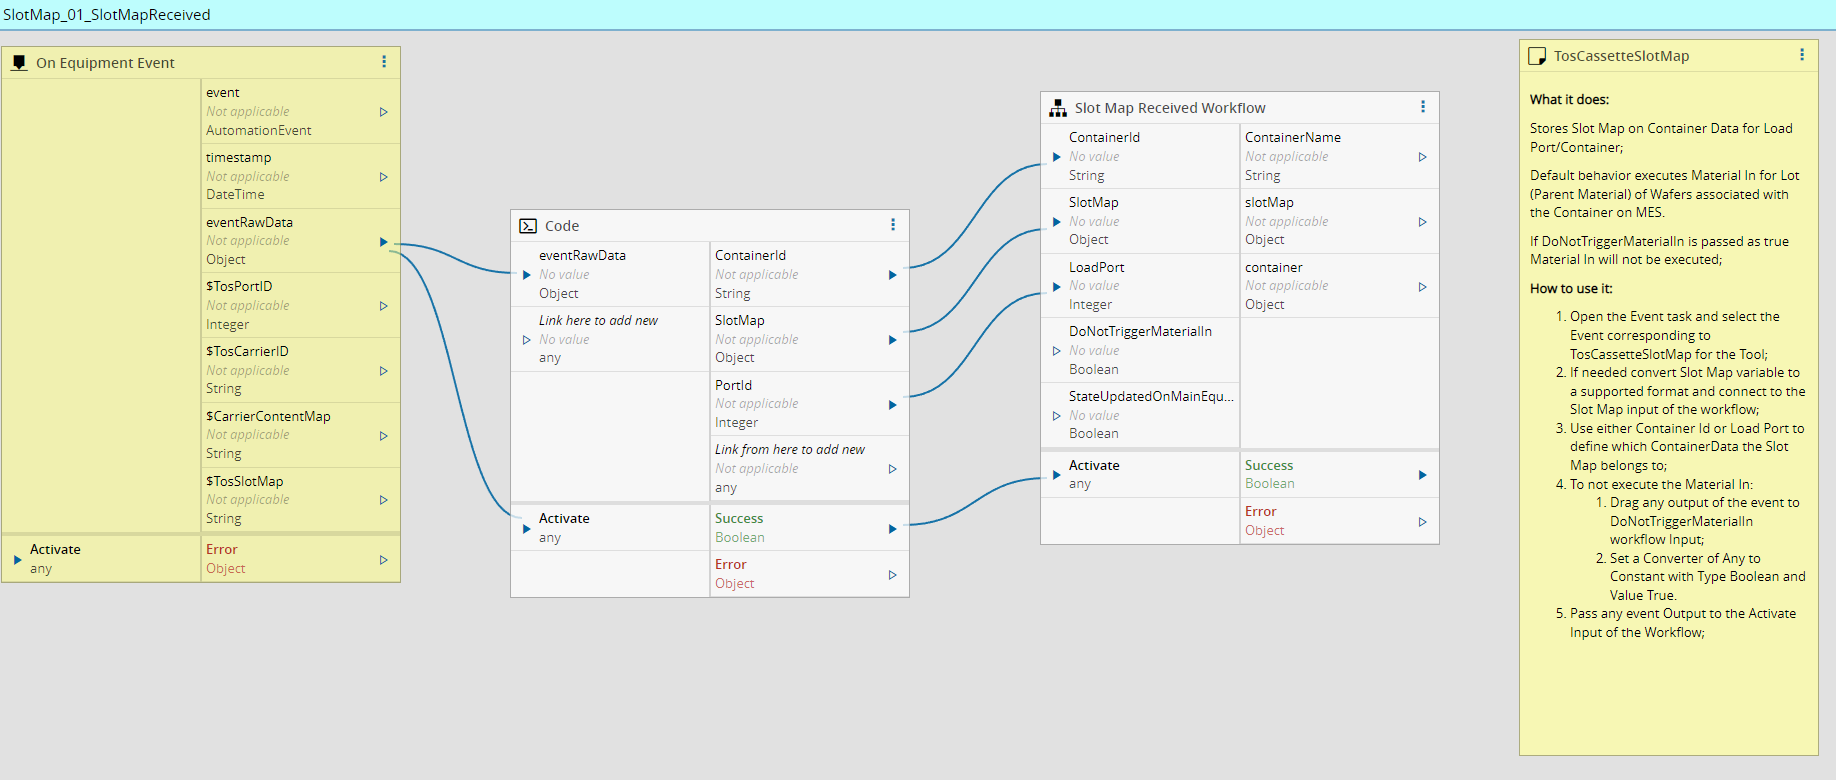 SlotMap_01_SlotMapReceived
On Equipment Event
event
Not applicable
AutomationEvent
timestamp
Not applicable
DateTime
eventRawData
Not applicable
Object
$TosPortID
Not applicable
Integer
$TosCarrierID
Not applicable
String
$CarrierContentMap
Not applicable
String
$TosSlotMap
Not applicable
String
Activate
any
Error
Object
Code
eventRawData
No value
Object
Link here to add new
No value
any
ContainerId
Not applicable
String
SlotMap
Not applicable
Object
PortId
Not applicable
Integer
Link from here to add new
Not applicable
any
Activate
any
Success
Boolean
Error
Object
Slot Map Received Workflow
ContainerId
No value
String
SlotMap
No value
Object
LoadPort
No value
Integer
DoNotTriggerMaterialIn
No value
Boolean
StateUpdatedOnMainEqu...
No value
Boolean
ContainerName
Not applicable
String
slotMap
Not applicable
Object
container
Not applicable
Object
Activate
any
Success
Boolean
Error
Object
TosCassetteSlotMap
What it does:
Stores Slot Map on Container Data for Load
Port/Container;
Default behavior executes Material In for Lot
(Parent Material) of Wafers associated with
the Container on MES.
If DoNotTriggerMaterialIn is passed as true
Material In will not be executed;
How to use it:
1. Open the Event task and select the
Event corresponding to
TosCassetteSlotMap for the Tool;
2. If needed convert Slot Map variable to
a supported format and connect to the
Slot Map input of the workflow;
3. Use either Container Id or Load Port to
define which ContainerData the Slot
Map belongs to;
4. To not execute the Material In:
1. Drag any output of the event to
DoNotTriggerMaterialIn
workflow Input;
2. Set a Converter of Any to
Constant with Type Boolean and
Value True.
5. Pass any event Output to the Activate
Input of the Workflow;